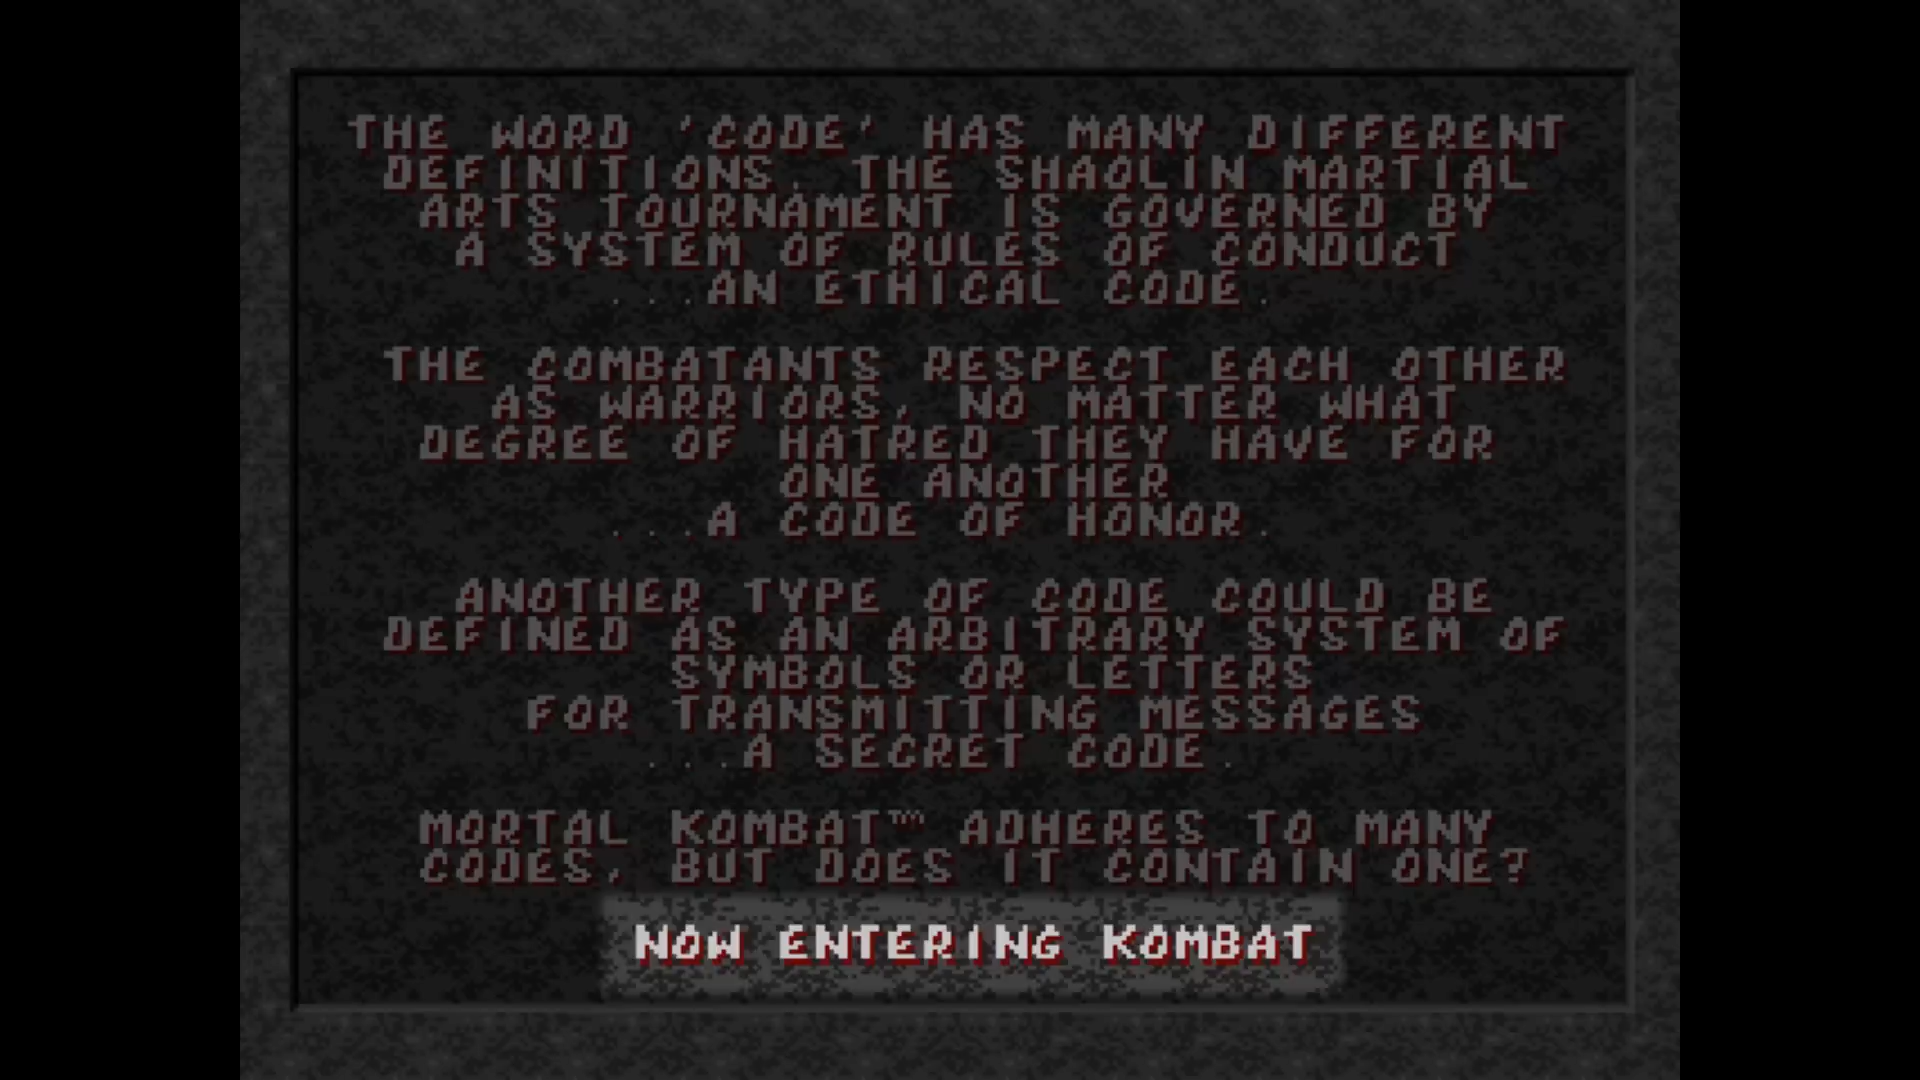 THE WORD 'CODE' HAS MANY DIFFERENT
DEFINITIONS. THE SHAOLIN MARTIAL
ARTS TOURNAMENT IS GOVERNED BY
A SYSTEM OF RULES OF CONDUCT
...AN ETHICAL CODE.
THE COMBATANTS RESPECT EACH OTHER
AS WARRIORS, NO MATTER WHAT
DEGREE OF HATRED THEY HAVE FOR
ONE ANOTHER
...A CODE OF HONOR.
ANOTHER TYPE OF CODE COULD BE
DEFINED AS AN ARBITRARY SYSTEM OF
SYMBOLS OR LETTERS
FOR TRANSMITTING MESSAGES
...A SECRET CODE.
MORTAL KOMBAT™ ADHERES TO MANY
CODES, BUT DOES IT CONTAIN ONE?
NOW ENTERING KOMBAT